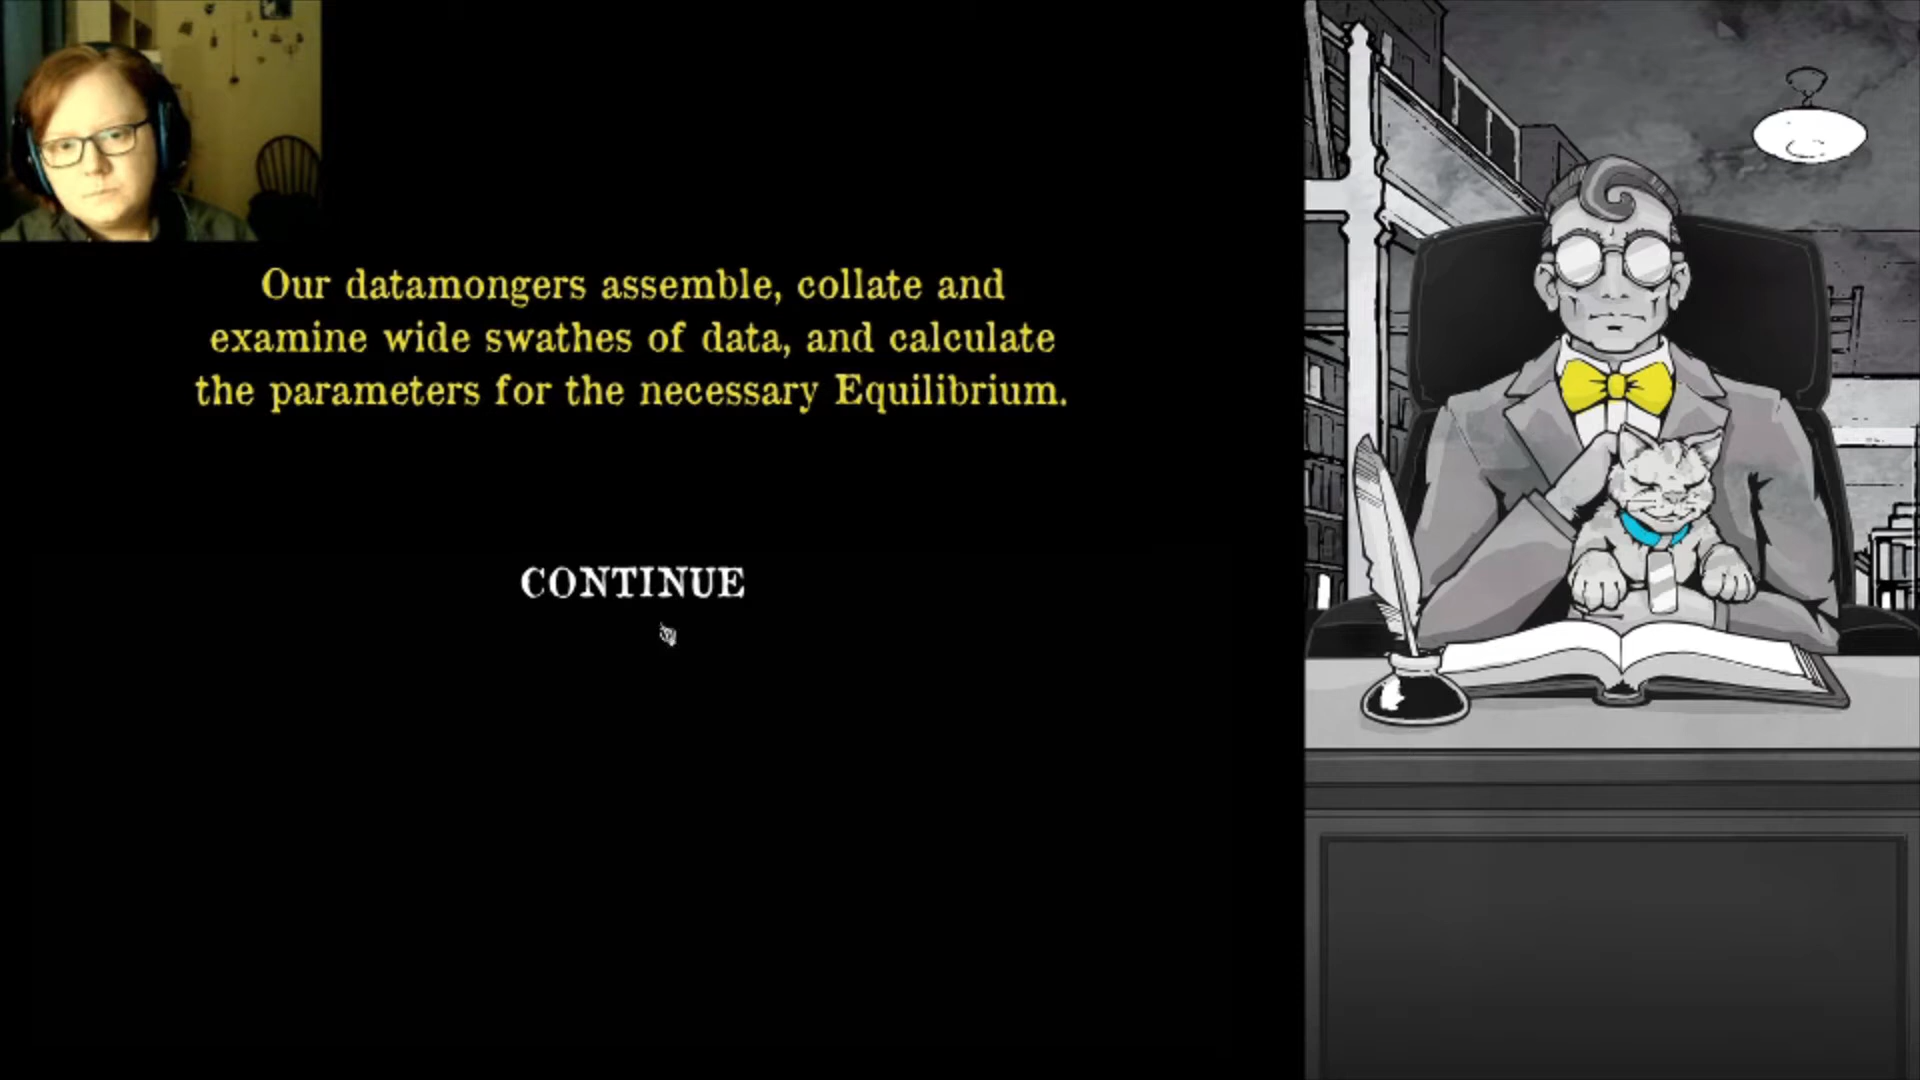 Our datamongers assemble, collate and
examine wide swathes of data, and calculate
the parameters for the necessary Equilibrium.
CONTINUE